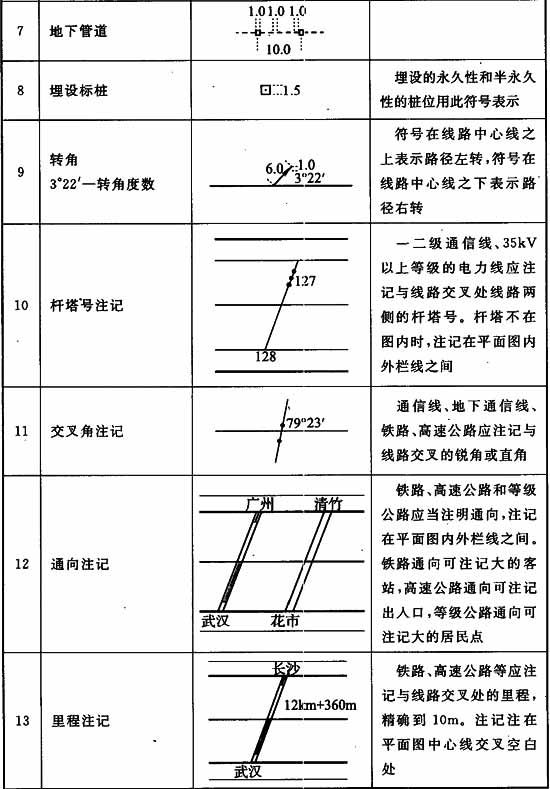 7
地下管道
1.0 1.0 1.0
10.0
8
埋设标桩
1.5
埋设的永久性和半永久
性的桩位用此符号表示
9
转角
3°22′—转角度数
6.0
1.0
3°22′
符号在线路中心线之
上表示路径左转,符号在
线路中心线之下表示路
径右转
10
杆塔号注记
127
128
一二级通信线、35kV
以上等级的电力线应注
记与线路交叉处线路两
侧的杆塔号。杆塔不在
图内时,注记在平面图内
外栏线之间
11
交叉角注记
79°23′
通信线、地下通信线、
铁路、高速公路应注记与
线路交叉的锐角或直角
12
通向注记
广州
清竹
武汉
花市
铁路、高速公路和等级
公路应当注明通向,注记
在平面图内外栏线之间。
铁路通向可注记大的客
站,高速公路通向可注记
出入口,等级公路通向可
注记大的居民点
13
里程注记
长沙
12km+360m
武汉
铁路、高速公路等应注
记与线路交叉处的里程,
精确到 10m。注记注在
平面图中心线交叉空白
处